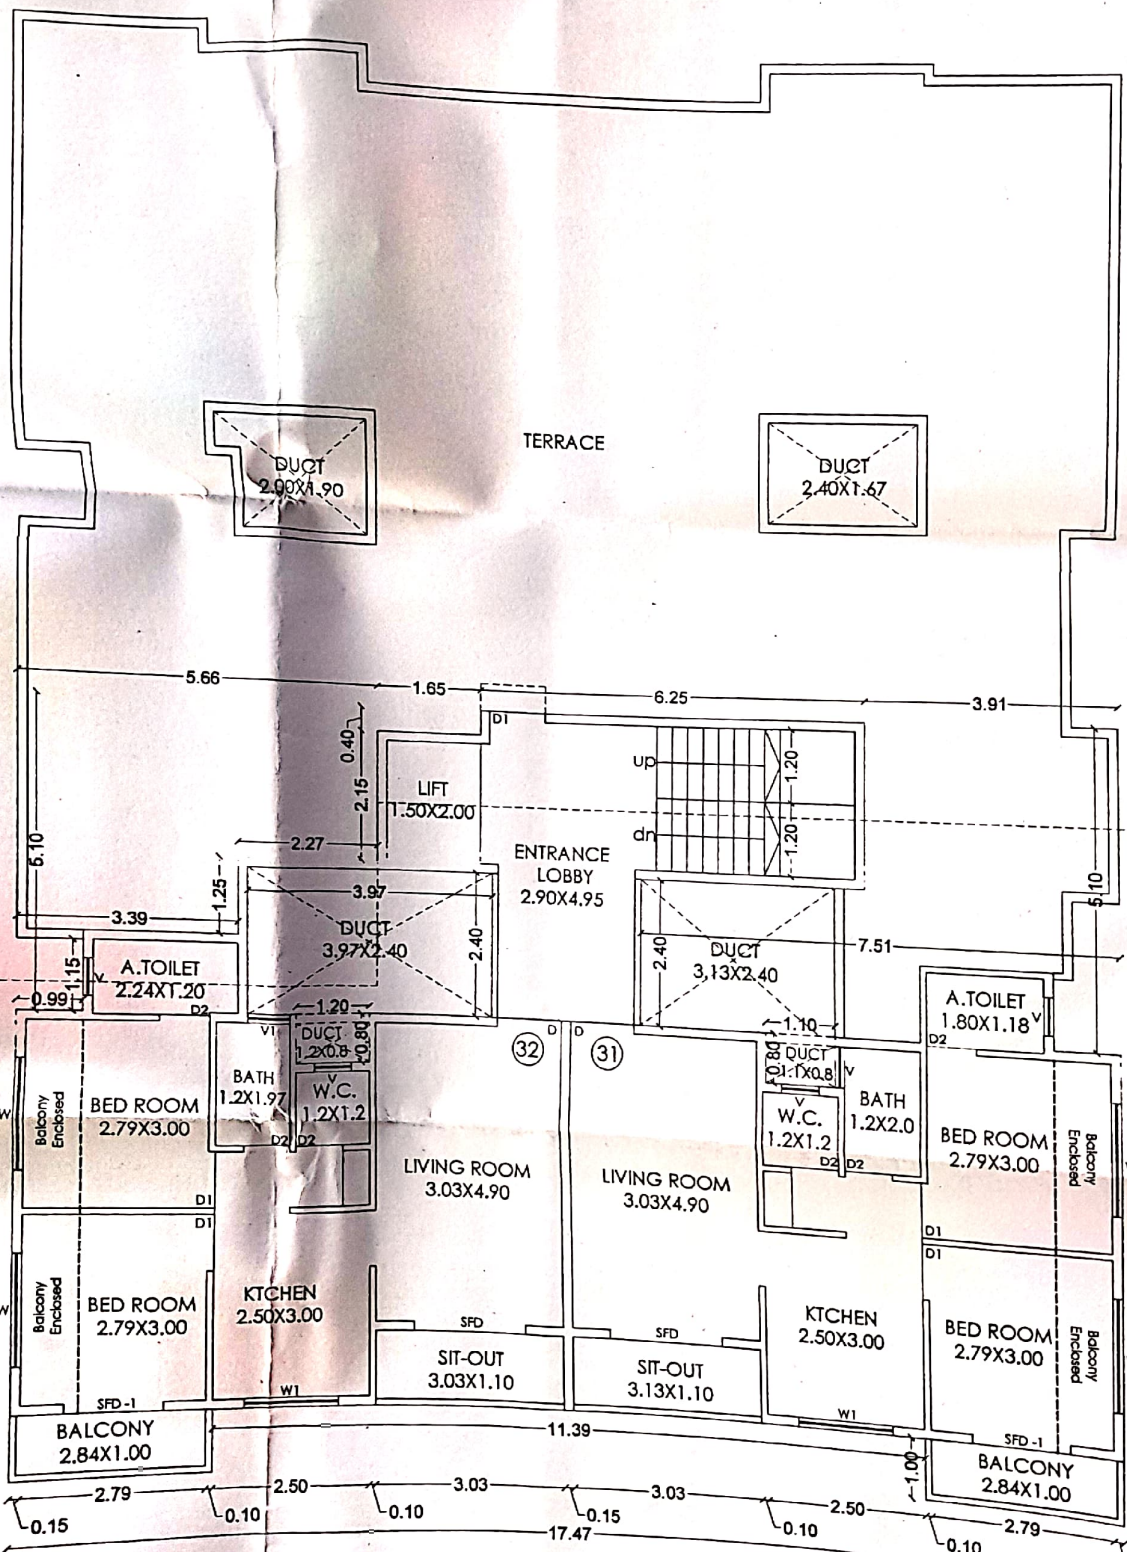 TERRACE
DUCT
2.00X1.90
DUCT
2.40X1.67
5.66
1.65
6.25
3.91
D1
0.40
2.15
LIFT
1.50X2.00
up
dn
1.20
1.20
5.10
2.27
1.25
3.39
3.97
DUCT
3.97X2.40
2.40
ENTRANCE
LOBBY
2.90X4.95
2.40
DUCT
3.13X2.40
7.51
5.10
A.TOILET
2.24X1.20
V
D2
1.15
0.99
A.TOILET
1.80X1.18
V
D2
V1
1.20
DUCT
1.2X0.8
0.80
V
W.C.
1.2X1.2
BATH
1.2X1.97
D2
D2
D
32
D
31
1.10
0.80
DUCT
1.1X0.8
V
V
W.C.
1.2X1.2
BATH
1.2X2.0
D2
D2
W
Balcony
Enclosed
BED ROOM
2.79X3.00
D1
LIVING ROOM
3.03X4.90
LIVING ROOM
3.03X4.90
BED ROOM
2.79X3.00
Balcony
Enclosed
D1
D1
D1
W
Balcony
Enclosed
BED ROOM
2.79X3.00
KTCHEN
2.50X3.00
SFD
SFD
KTCHEN
2.50X3.00
BED ROOM
2.79X3.00
Balcony
Enclosed
SIT-OUT
3.03X1.10
SIT-OUT
3.13X1.10
SFD-1
W1
W1
SFD-1
BALCONY
2.84X1.00
11.39
1.00
BALCONY
2.84X1.00
2.79
2.50
3.03
3.03
2.50
2.79
0.15
0.10
0.10
0.15
0.10
0.10
17.47